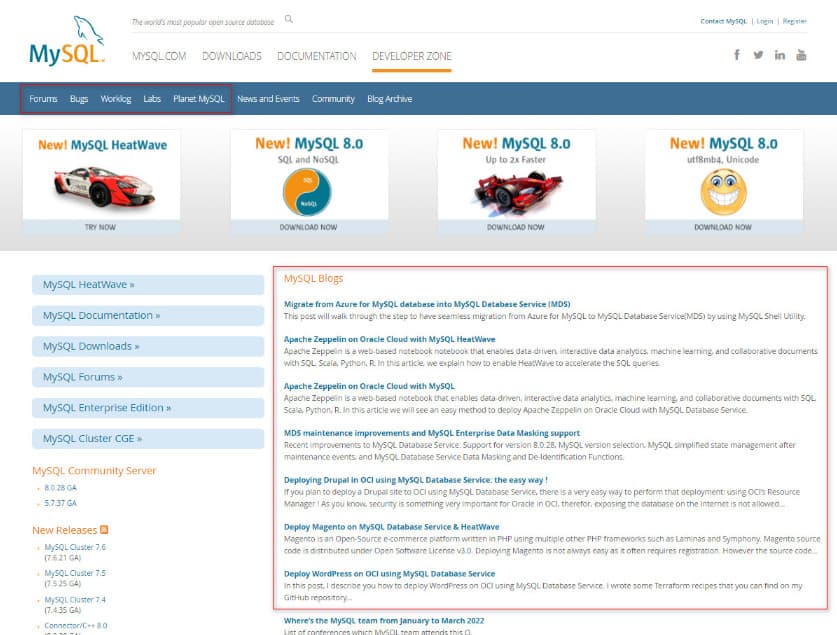 The world's most popular open source database
Contact MySQL | Login | Register
MySQL
MYSQL.COM DOWNLOADS DOCUMENTATION DEVELOPER ZONE
Forums Bugs Worklog Labs Planet MySQL News and Events Community Blog Archive
New! MySQL HeatWave
TRY NOW
New! MySQL 8.0
SQL and NoSQL
SQL
NoSQL
DOWNLOAD NOW
New! MySQL 8.0
Up to 2x Faster
DOWNLOAD NOW
New! MySQL 8.0
utf8mb4, Unicode
DOWNLOAD NOW
MySQL HeatWave »
MySQL Documentation »
MySQL Downloads »
MySQL Forums »
MySQL Enterprise Edition »
MySQL Cluster CGE »
MySQL Community Server
8.0.28 GA
5.7.37 GA
New Releases
MySQL Cluster 7.6
(7.6.21 GA)
MySQL Cluster 7.5
(7.5.25 GA)
MySQL Cluster 7.4
(7.4.35 GA)
Connector/C++ 8.0
MySQL Blogs
Migrate from Azure for MySQL database into MySQL Database Service (MDS)
This post will walk through the step to have seamless migration from Azure for MySQL to MySQL Database Service(MDS) by using MySQL Shell Utility.
Apache Zeppelin on Oracle Cloud with MySQL HeatWave
Apache Zeppelin is a web-based notebook notebook that enables data-driven, interactive data analytics, machine learning, and collaborative documents
with SQL, Scala, Python, R. In this article, we explain how to enable HeatWave to accelerate the SQL queries.
Apache Zeppelin on Oracle Cloud with MySQL
Apache Zeppelin is a web-based notebook that enables data-driven, interactive data analytics, machine learning, and collaborative documents with SQL,
Scala, Python, R. In this article we will see an easy method to deploy Apache Zeppelin on Oracle Cloud with MySQL Database Service.
MDS maintenance improvements and MySQL Enterprise Data Masking support
Recent improvements to MySQL Database Service: Support for version 8.0.28, MySQL version selection, MySQL simplified state management after
maintenance events, and MySQL Database Service Data Masking and De-Identification Functions.
Deploying Drupal in OCI using MySQL Database Service: the easy way !
If you plan to deploy a Drupal site to OCI using MySQL Database Service, there is a very easy way to perform that deployment: using OCI's Resource
Manager ! As you know, security is something very important for Oracle in OCI, therefor, exposing the database on the Internet is not allowed...
Deploy Magento on MySQL Database Service & HeatWave
Magento is an Open-Source e-commerce platform written in PHP using multiple other PHP frameworks such as Laminas and Symphony. Magento source
code is distributed under Open Software License v3.0. Deploying Magento is not always easy as it often requires registration. However the source code...
Deploy WordPress on OCI using MySQL Database Service
In this post, I describe you how to deploy WordPress on OCI using MySQL Database Service. I wrote some Terraform recipes that you can find on my
GitHub repository...
Where's the MySQL team from January to March 2022
List of conferences which MySQL team attends this Q.